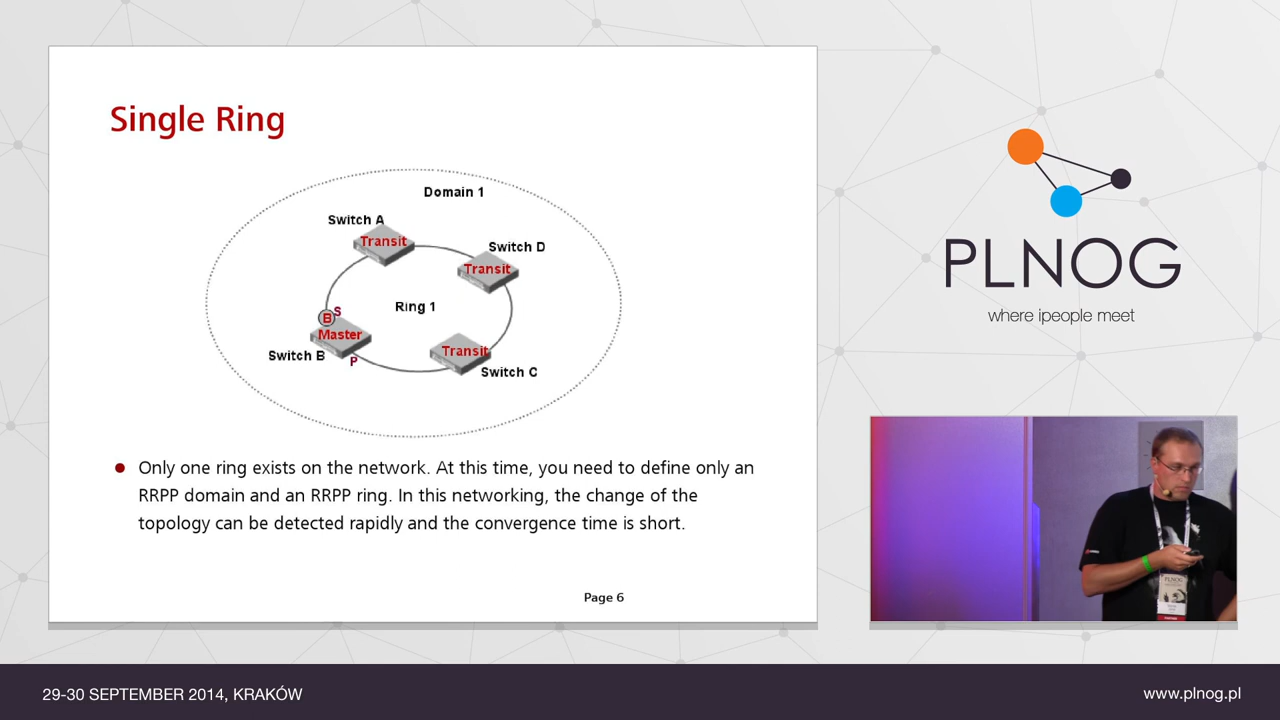 Single Ring
Domain 1
Switch A
Transit
Switch D
Transit
Ring 1
B
S
Master
Switch B
P
Transit
Switch C
Only one ring exists on the network. At this time, you need to define only an
RRPP domain and an RRPP ring. In this networking, the change of the
topology can be detected rapidly and the convergence time is short.
Page 6
PLNOG
where ipeople meet
29-30 SEPTEMBER 2014, KRAKÓW
www.plnog.pl